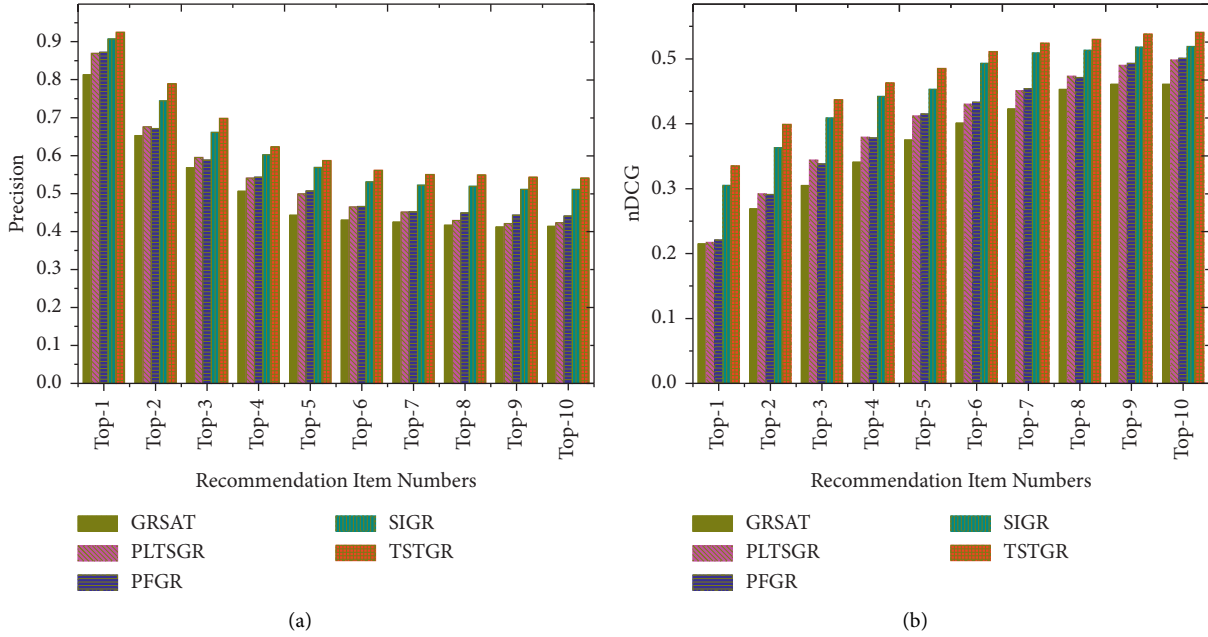 Precision
0.9
0.8
0.7
0.6
0.5
0.4
0.3
0.2
0.1
0.0
Top-1
Top-2
Top-3
Top-4
Top-5
Top-6
Top-7
Top-8
Top-9
Top-10
Recommendation Item Numbers
GRSAT
PLTSGR
PFGR
SIGR
TSTGR
(a)
nDCG
0.5
0.4
0.3
0.2
0.1
0.0
Top-1
Top-2
Top-3
Top-4
Top-5
Top-6
Top-7
Top-8
Top-9
Top-10
Recommendation Item Numbers
GRSAT
PLTSGR
PFGR
SIGR
TSTGR
(b)